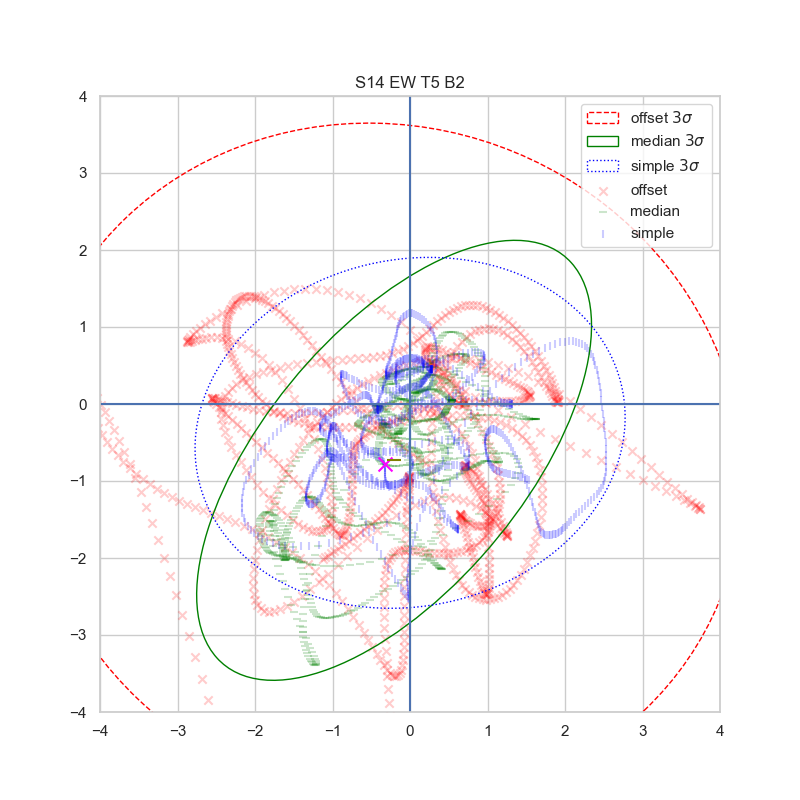 S14 EW T5 B2
offset 3σ
median 3σ
simple 3σ
offset
median
simple
4
3
2
1
0
−1
−2
−3
−4
−4 −3 −2 −1 0 1 2 3 4